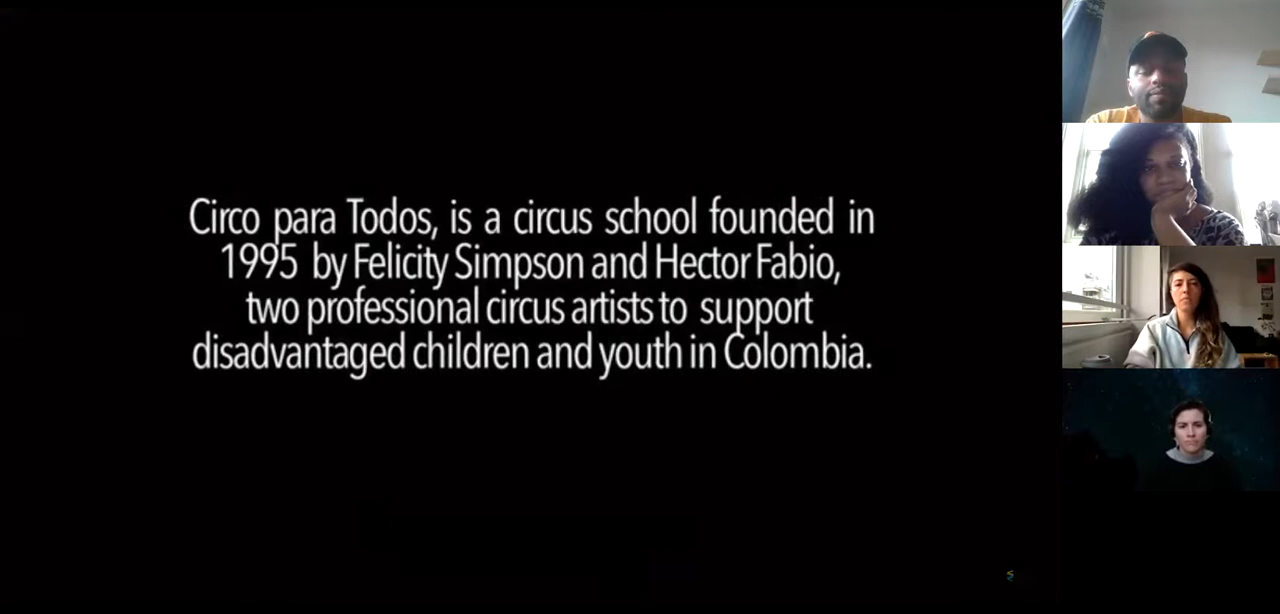 Circo para Todos, is a circus school founded in
1995 by Felicity Simpson and Hector Fabio,
two professional circus artists to support
disadvantaged children and youth in Colombia.